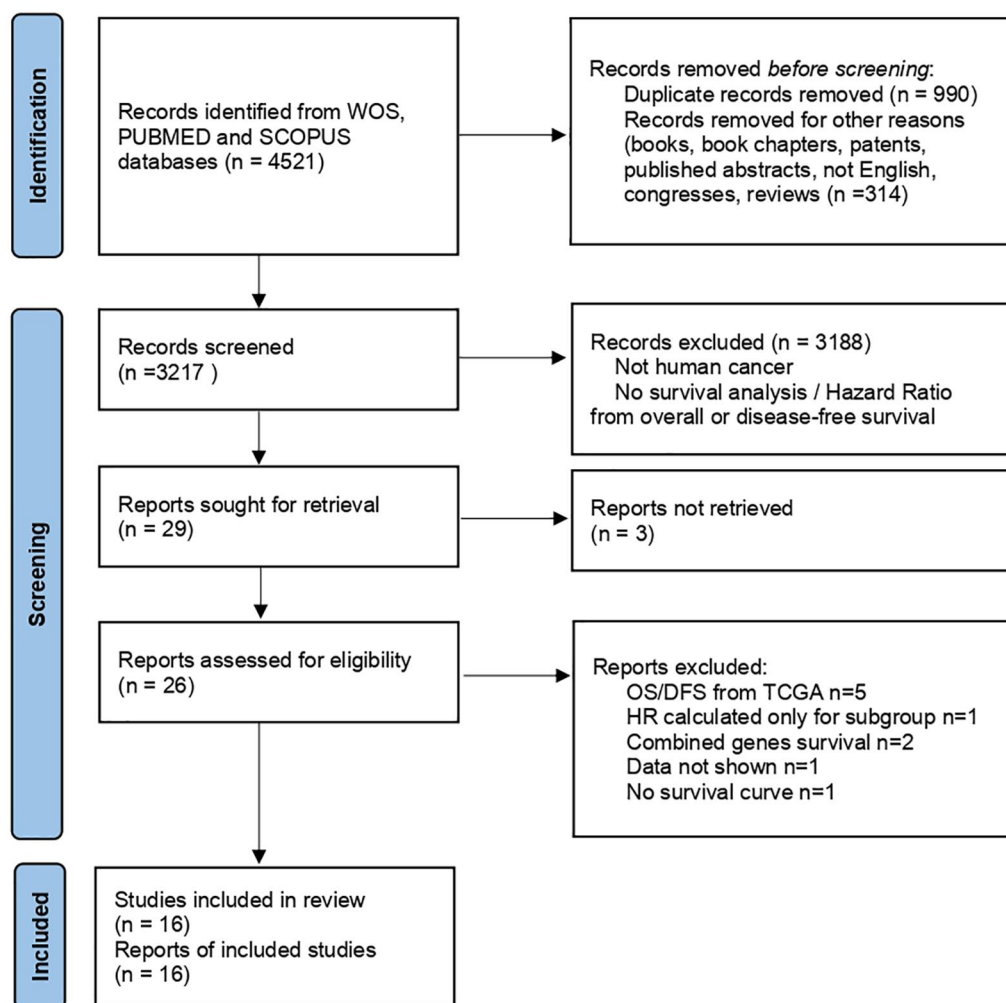 Identification
Records identified from WOS,
PUBMED and SCOPUS
databases (n = 4521)
Records removed before screening:
Duplicate records removed (n = 990)
Records removed for other reasons
(books, book chapters, patents,
published abstracts, not English,
congresses, reviews (n =314)
Screening
Records screened
(n =3217 )
Records excluded (n = 3188)
Not human cancer
No survival analysis / Hazard Ratio
from overall or disease-free survival
Reports sought for retrieval
(n = 29)
Reports not retrieved
(n = 3)
Reports assessed for eligibility
(n = 26)
Reports excluded:
OS/DFS from TCGA n=5
HR calculated only for subgroup n=1
Combined genes survival n=2
Data not shown n=1
No survival curve n=1
Included
Studies included in review
(n = 16)
Reports of included studies
(n = 16)